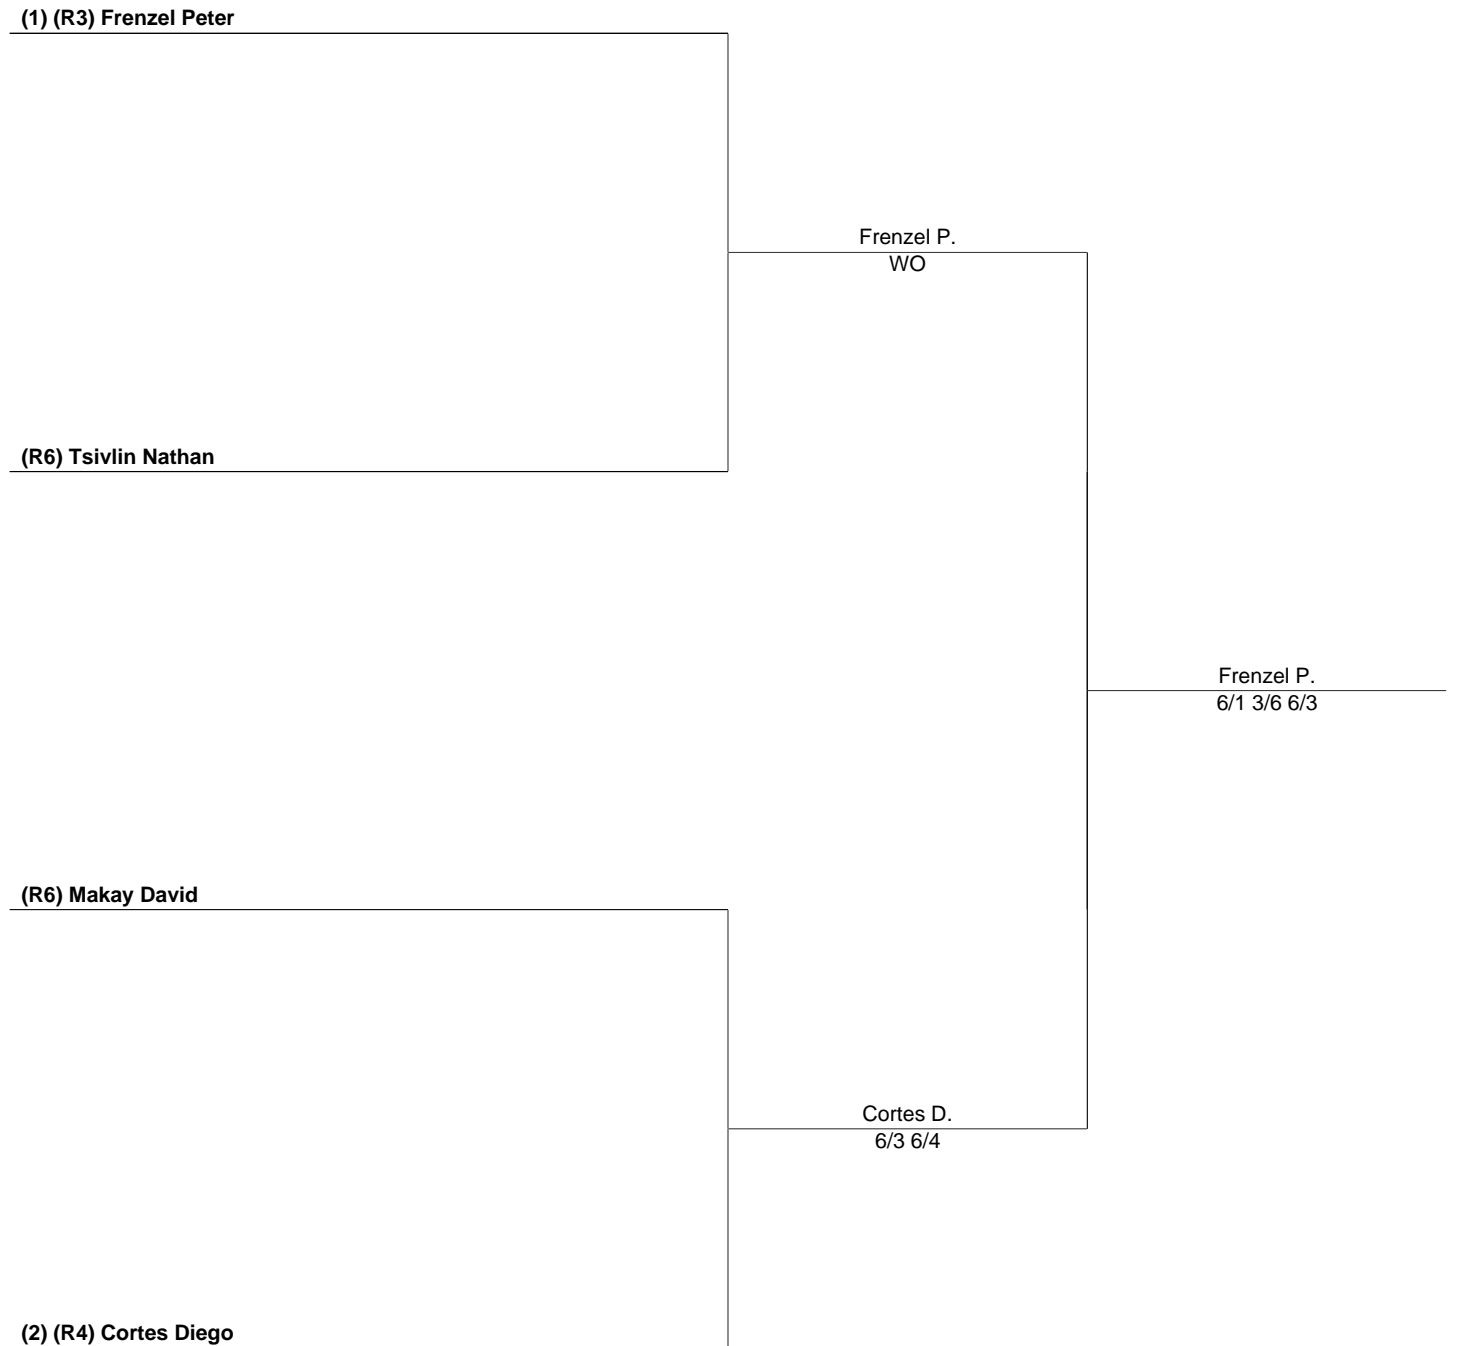 (1) (R3) Frenzel Peter
Frenzel P.
WO
(R6) Tsivlin Nathan
Frenzel P.
6/1 3/6 6/3
(R6) Makay David
Cortes D.
6/3 6/4
(2) (R4) Cortes Diego